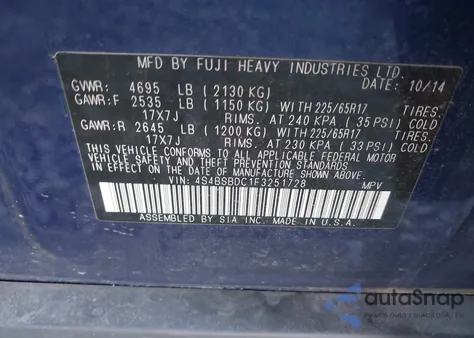 MFD BY FUJI HEAVY INDUSTRIES LTD.
GVWR: 4695 LB (2130 KG) DATE: 10/14
GAWR:F 2535 LB (1150 KG) WITH 225/65R17 TIRES.
17X7J RIMS. AT 240 KPA (35 PSI) COLD
GAWR:R 2645 LB (1200 KG) WITH 225/65R17 TIRES.
17X7J RIMS. AT 230 KPA (33 PSI) COLD
THIS VEHICLE CONFORMS TO ALL APPLICABLE FEDERAL MOTOR
VEHICLE SAFETY STANDARDS IN EFFECT ON THE DATE OF
MANUFACTURE SHOWN ABOVE.
VIN: 4S4BSBDC1F3251728 MPV
ASSEMBLED BY SIA INC. MADE IN U.S.A.
autoSnap